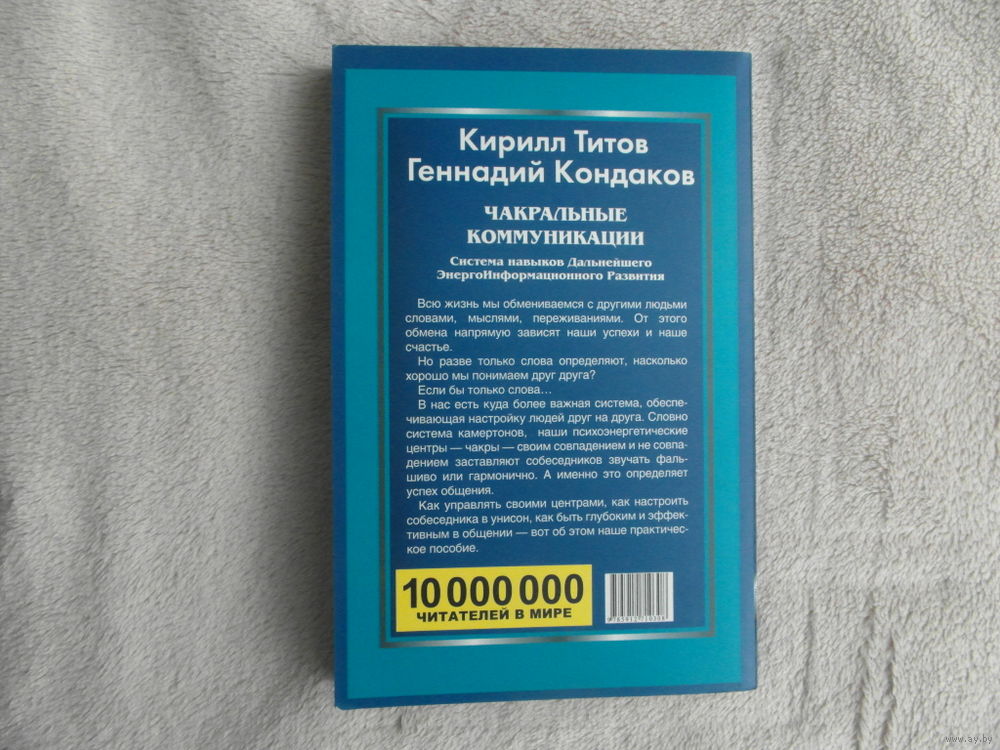 Кирилл Титов
Геннадий Кондаков
ЧАКРАЛЬНЫЕ
КОММУНИКАЦИИ
Система навыков Дальнейшего
ЭнергоИнформационного Развития
Всю жизнь мы обмениваемся с другими людьми
словами, мыслями, переживаниями. От этого
обмена напрямую зависят наши успехи и наше
счастье.
Но разве только слова определяют, насколько
хорошо мы понимаем друг друга?
Если бы только слова...
В нас есть куда более важная система, обеспе-
чивающая настройку людей друг на друга. Словно
система камертонов, наши психоэнергетические
центры — чакры — своим совпадением и не совпа-
дением заставляют собеседников звучать фаль-
шиво или гармонично. А именно это определяет
успех общения.
Как управлять своими центрами, как настроить
собеседника в унисон, как быть глубоким и эффек-
тивным в общении — вот об этом наше практичес-
кое пособие.
10 000 000
ЧИТАТЕЛЕЙ В МИРЕ
www.ay.by